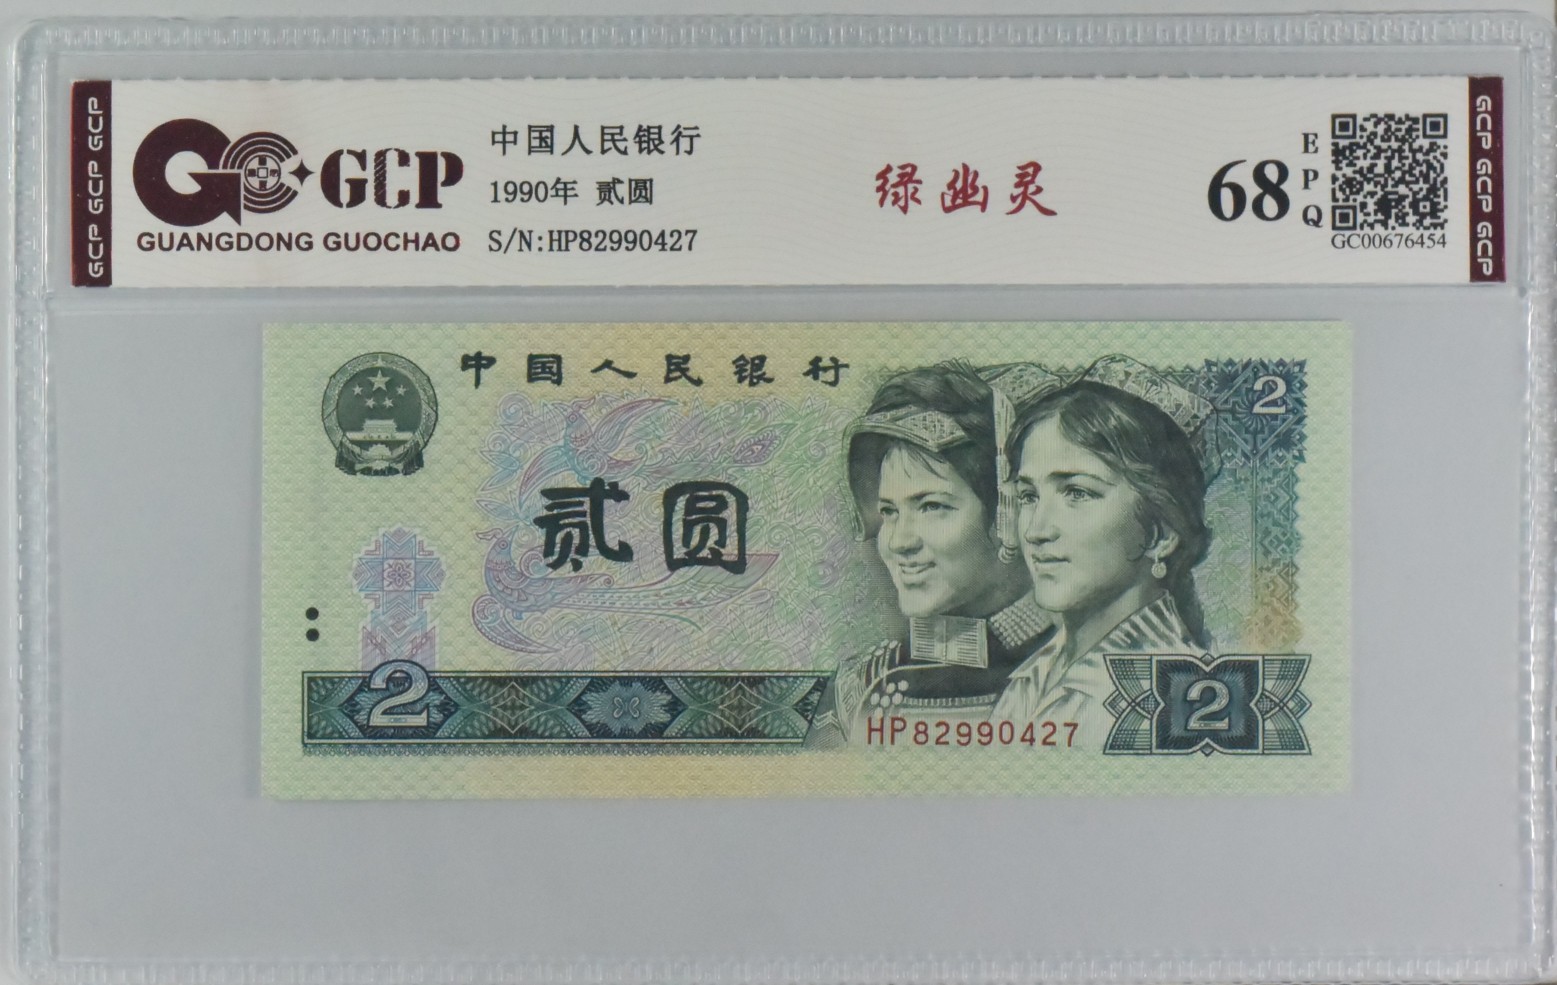 GCP GCP GCP
GCP
GUANGDONG GUOCHAO
中国人民银行
1990年 贰圆
S/N:HP82990427
绿幽灵
68
EPQ
GC00676454
GCP GCP GCP
中国人民银行
2
贰圆
2
HP82990427
2